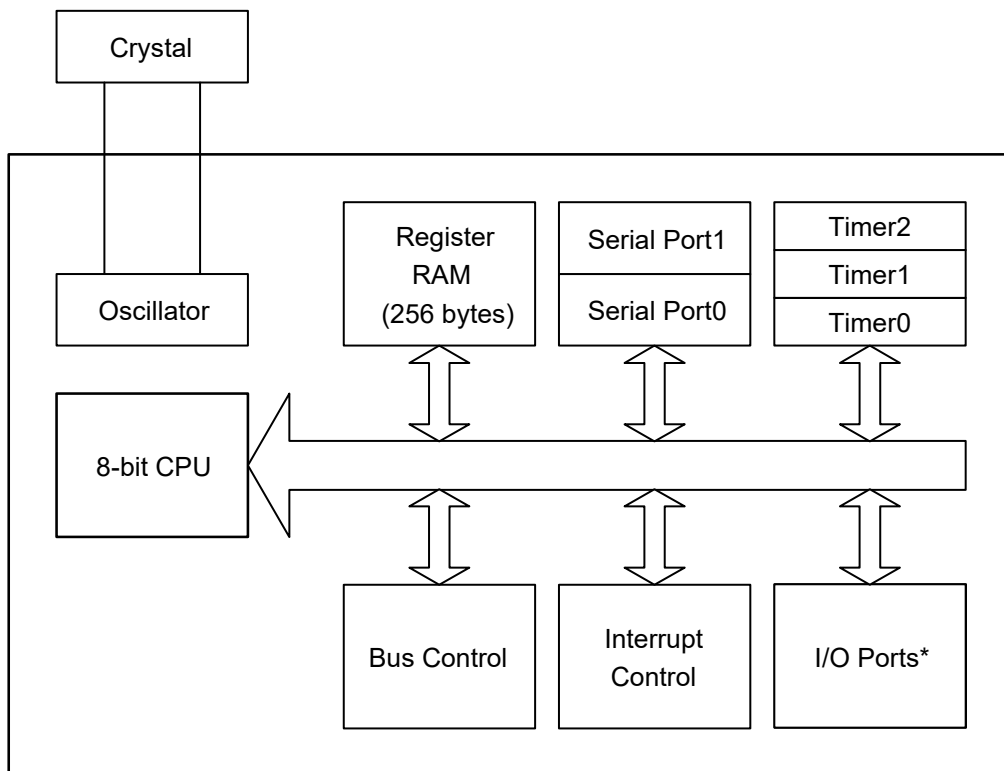 Crystal
Oscillator
Register
RAM
(256 bytes)
Serial Port1
Serial Port0
Timer2
Timer1
Timer0
8-bit CPU
Bus Control
Interrupt
Control
I/O Ports*